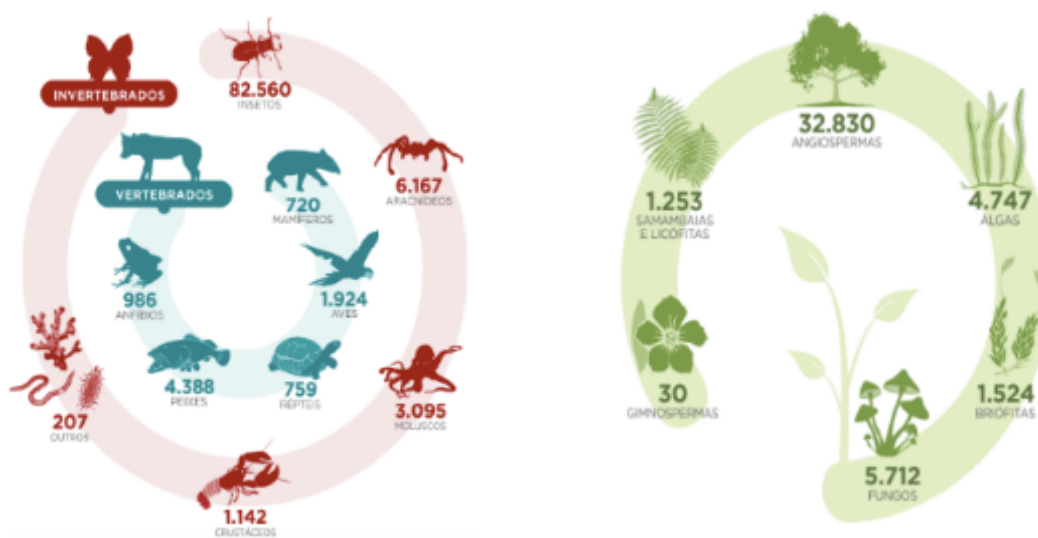 INVERTEBRADOS
82.560
INSETOS
6.167
ARACNÍDEOS
3.095
MOLUSCOS
1.142
CRUSTÁCEOS
207
OUTROS
VERTEBRADOS
720
MAMÍFEROS
1.924
AVES
759
RÉPTEIS
4.388
PEIXES
986
ANFÍBIOS
32.830
ANGIOSPERMAS
4.747
ALGAS
1.524
BRIÓFITAS
5.712
FUNGOS
30
GIMNOSPERMAS
1.253
SAMAMBAIAS
E LICÓFITAS